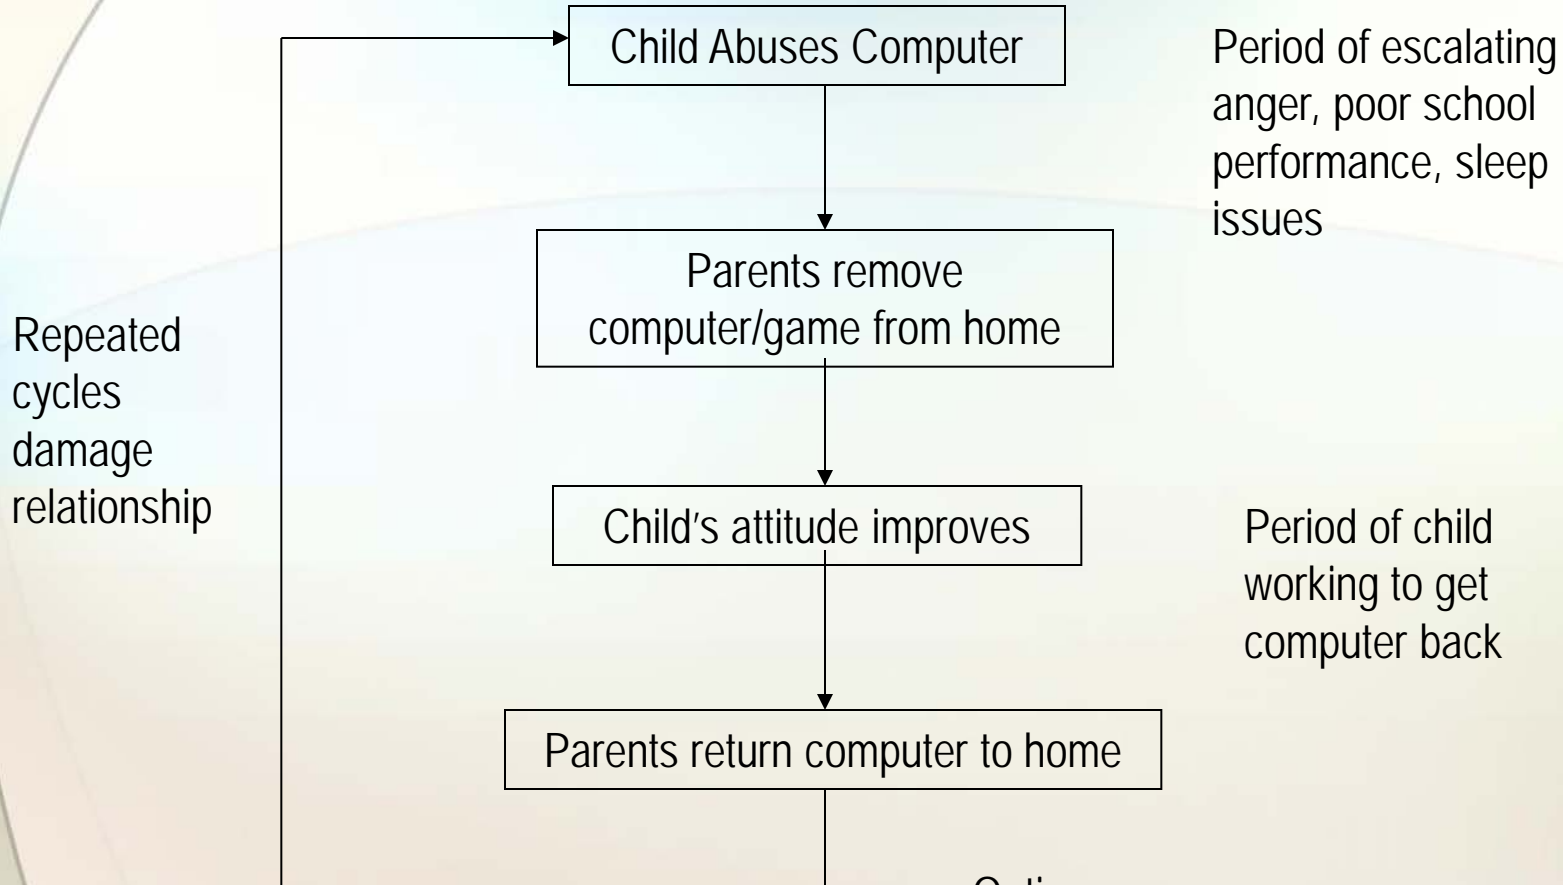 Child Abuses Computer
Period of escalating
anger, poor school
performance, sleep
issues
Parents remove
computer/game from home
Repeated
cycles
damage
relationship
Child's attitude improves
Period of child
working to get
computer back
Parents return computer to home